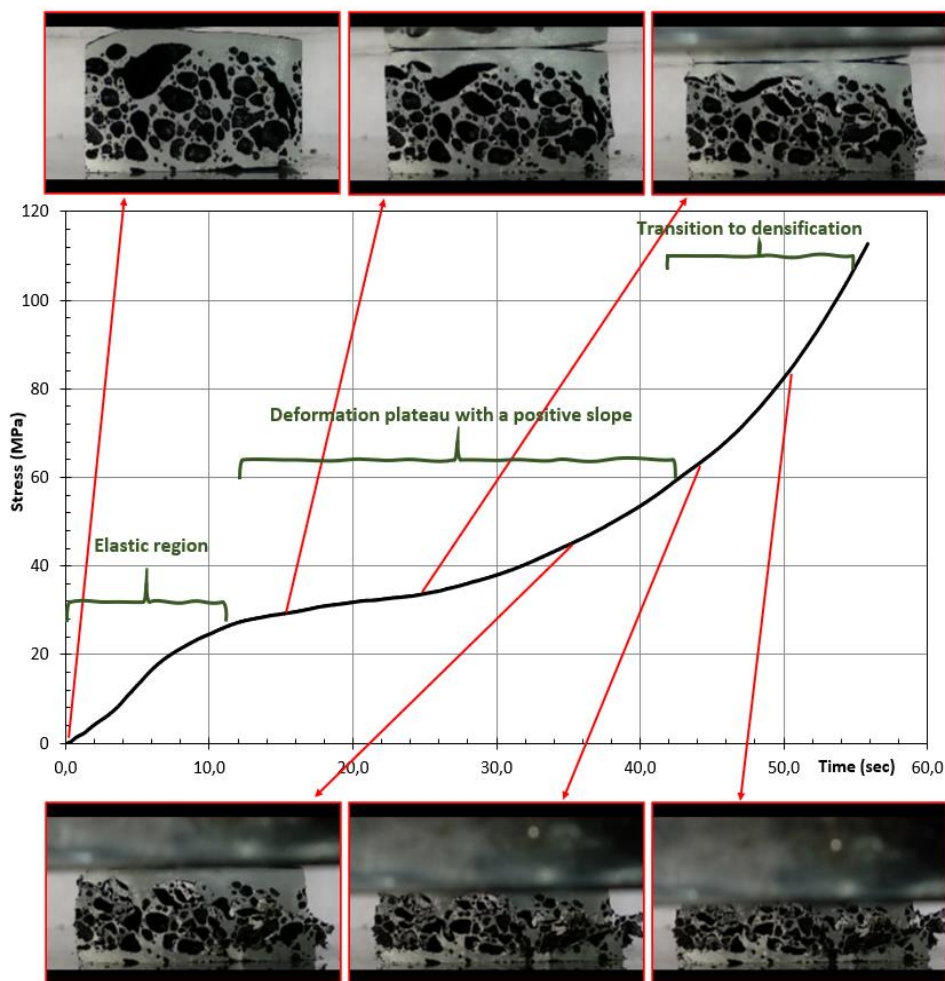 120
Transition to densification
100
80
Deformation plateau with a positive slope
Stress (MPa)
60
Elastic region
40
20
0
0,0 10,0 20,0 30,0 40,0 50,0 Time (sec) 60,0